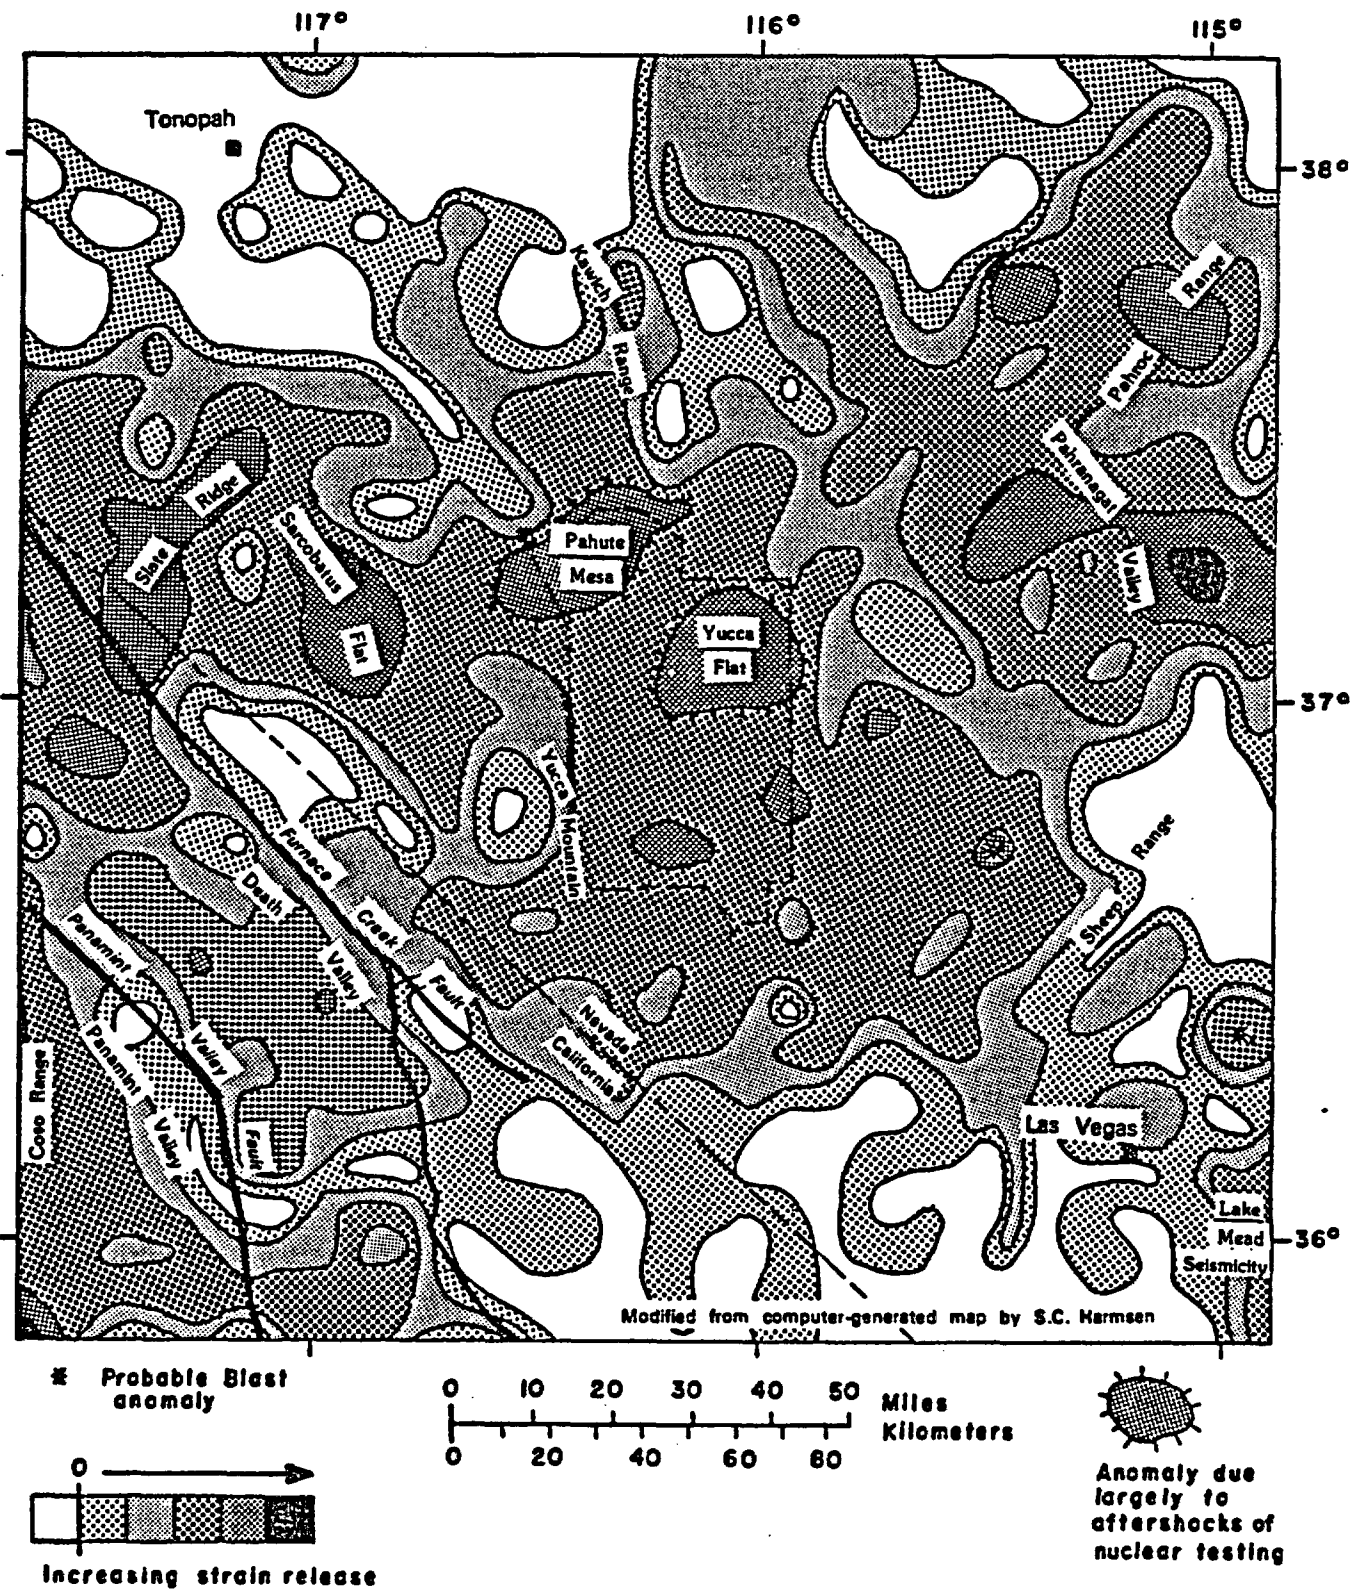 117° 116° 115°
Tonopah
38°
Kawich
Range
Range
Pahroc
Pahranagat
Valley
Ridge
Slate
Sarcobatus
Flat
Pahute
Mesa
Yucca
Flat
37°
Yucca
Mountain
Range
Sheep
Furnace
Creek
Fault
Death
Valley
Panamint
Valley
Fault
Panamint
Valley
Nevada
California
Coso Range
Las Vegas
Lake
Mead
Seismicity
36°
Modified from computer-generated map by S.C. Harmsen
* Probable Blast
anomaly
0 10 20 30 40 50 Miles
Kilometers
0 20 40 60 80
0
Increasing strain release
Anomaly due
largely to
aftershocks of
nuclear testing